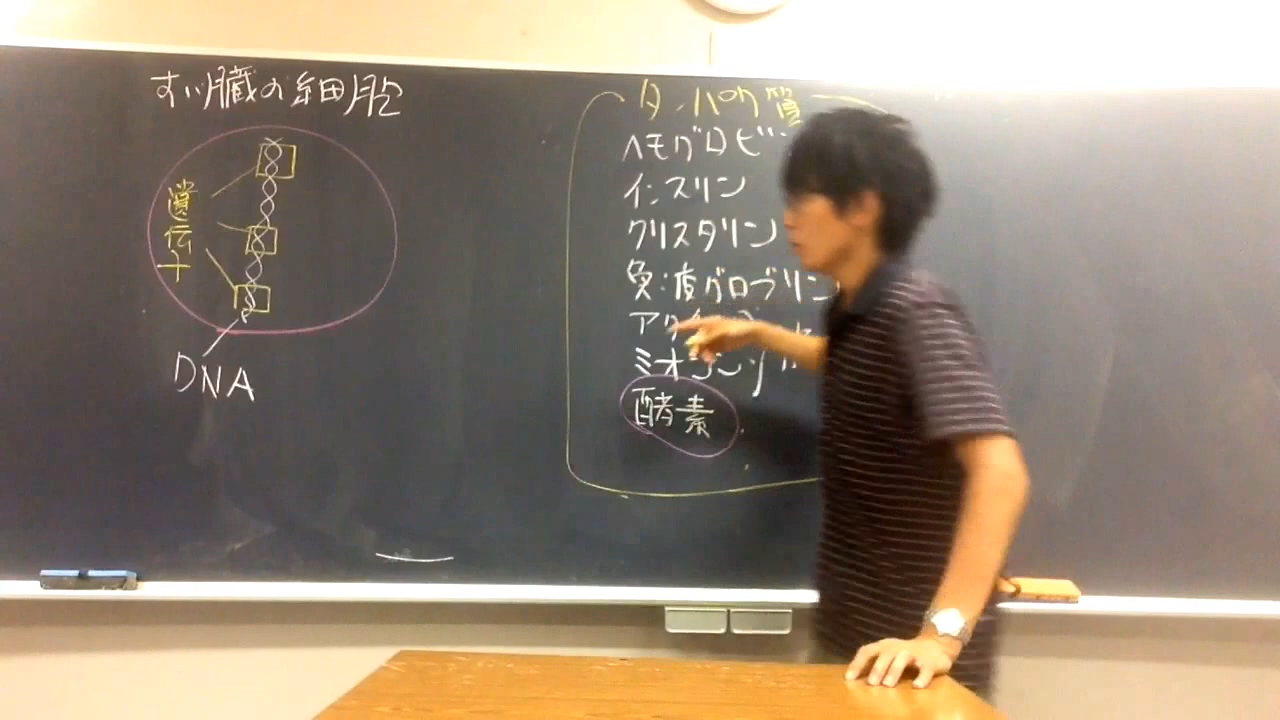 すい臓の細胞
遺伝子
DNA
タンパク質
ヘモグロビ
インスリン
クリスタリン
免疫グロブリン
アクチン
ミオシン
酵素